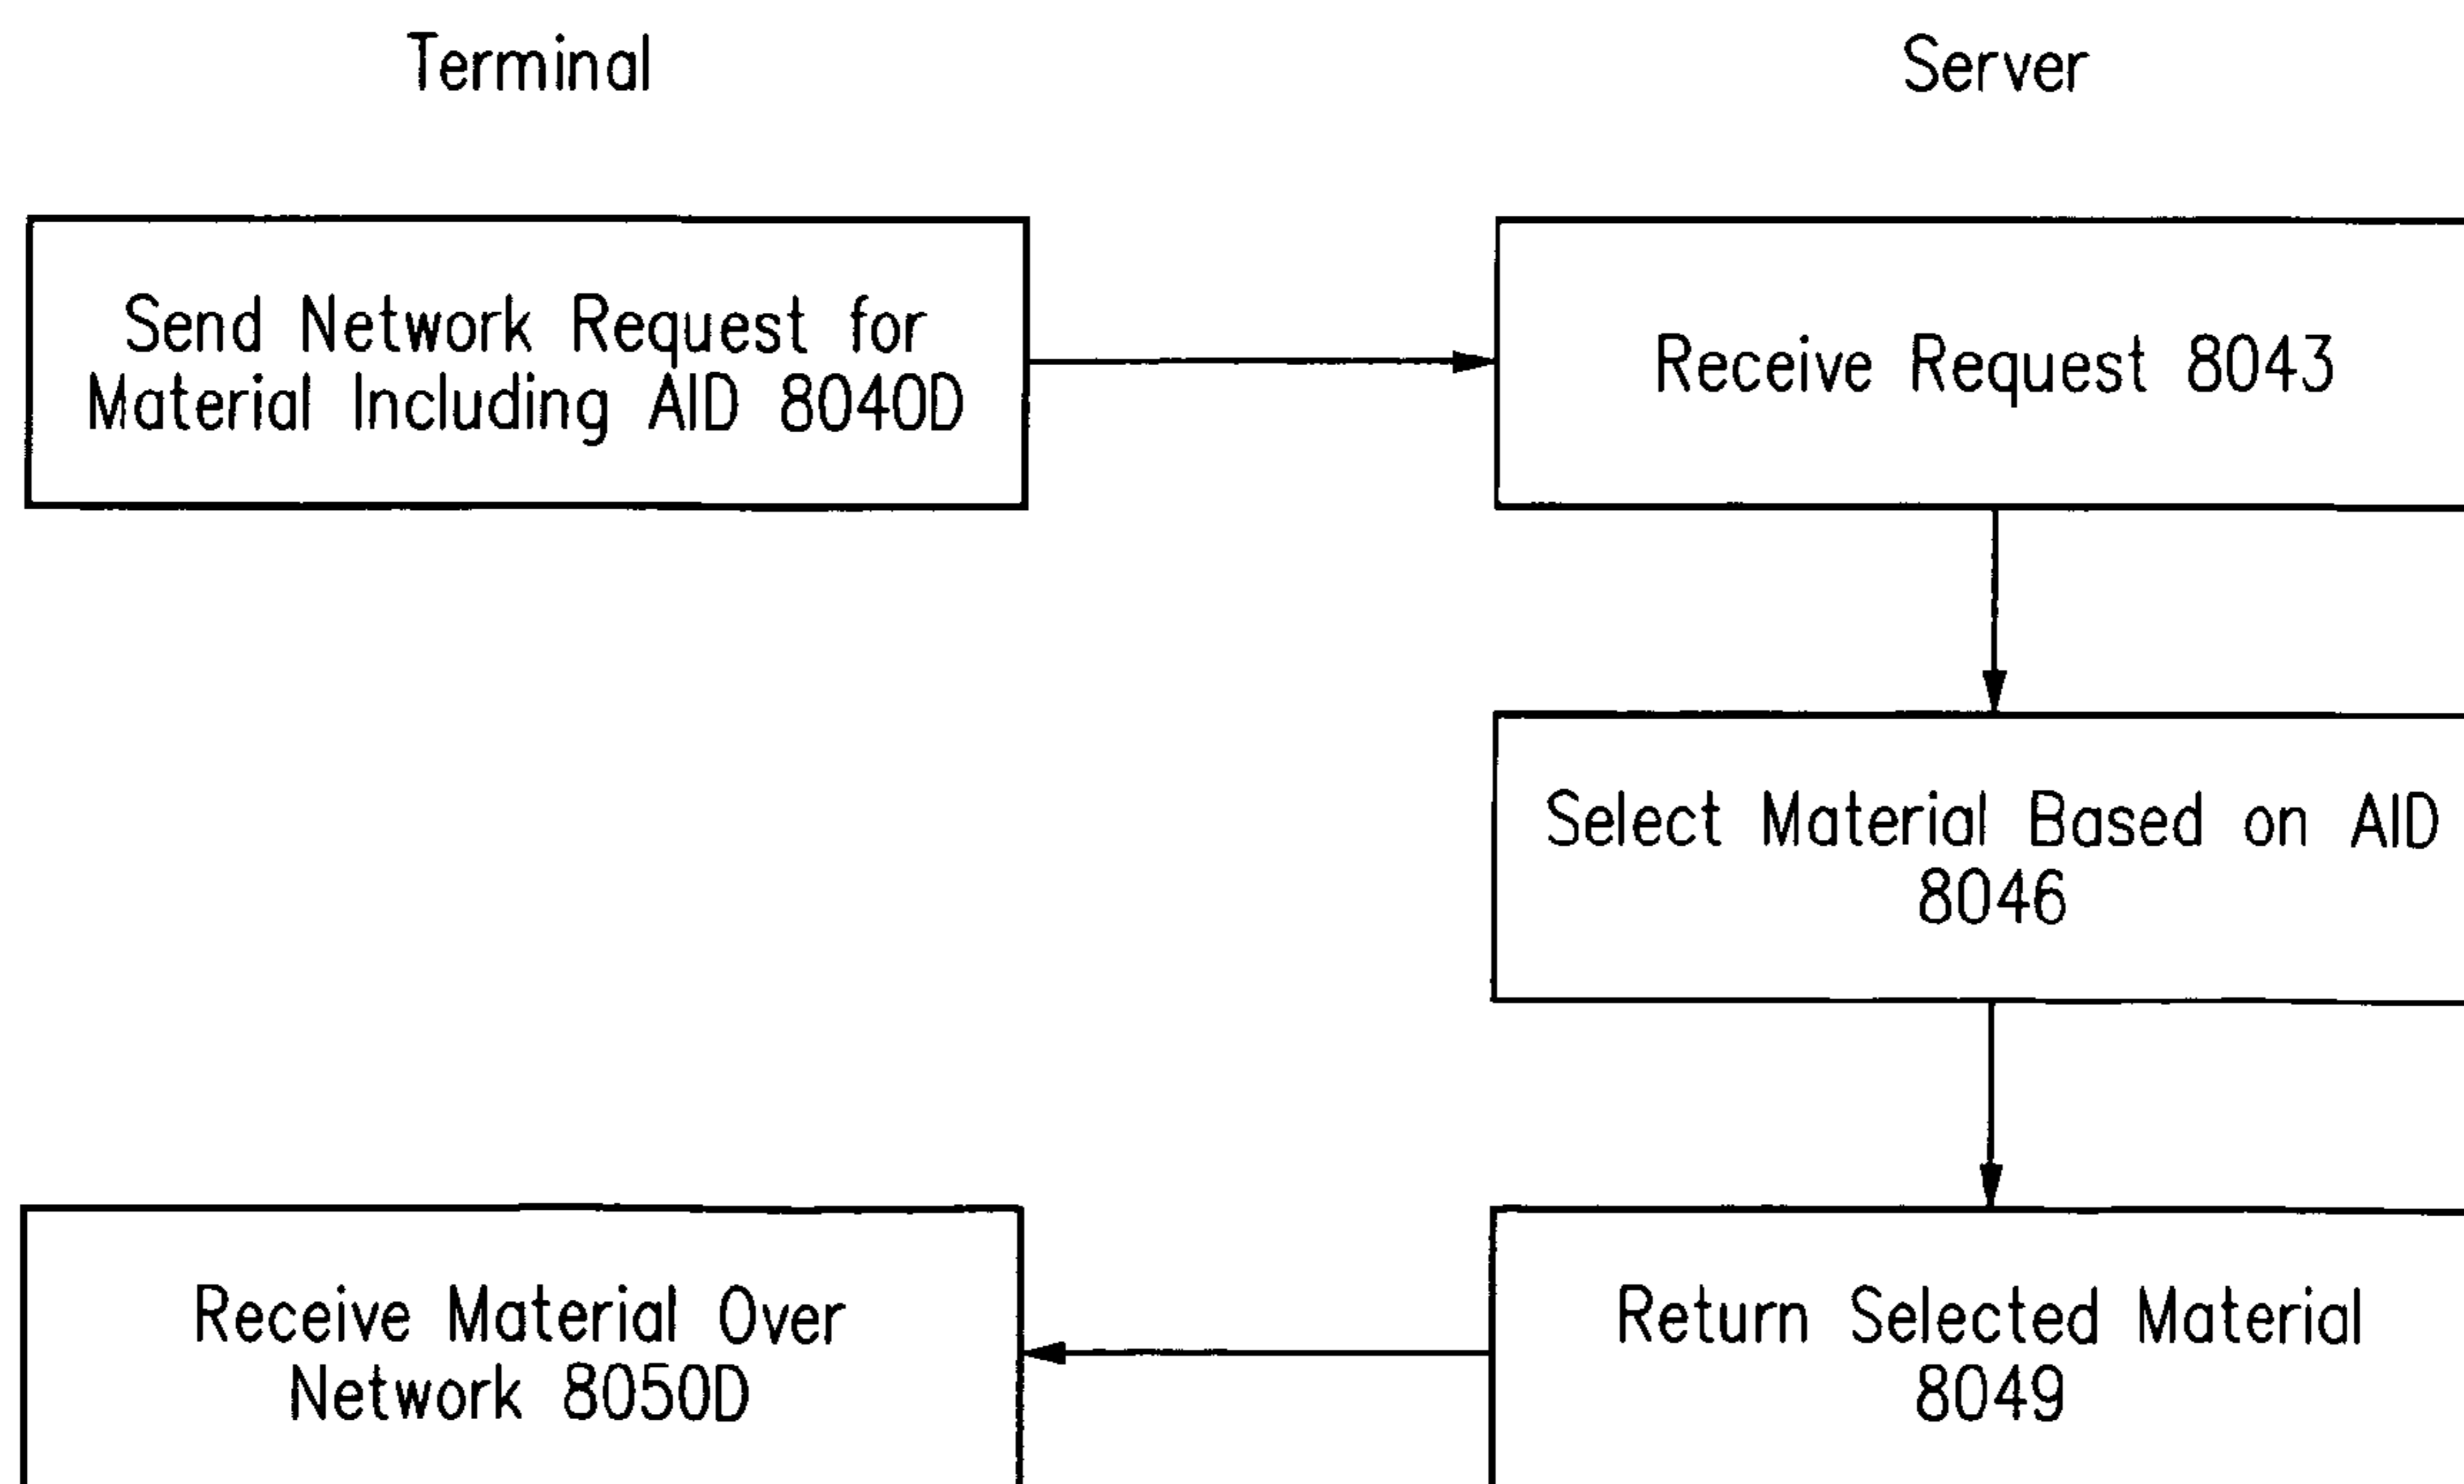 Terminal
Server
Send Network Request for
Material Including AID 8040D
Receive Request 8043
Select Material Based on AID
8046
Receive Material Over
Network 8050D
Return Selected Material
8049